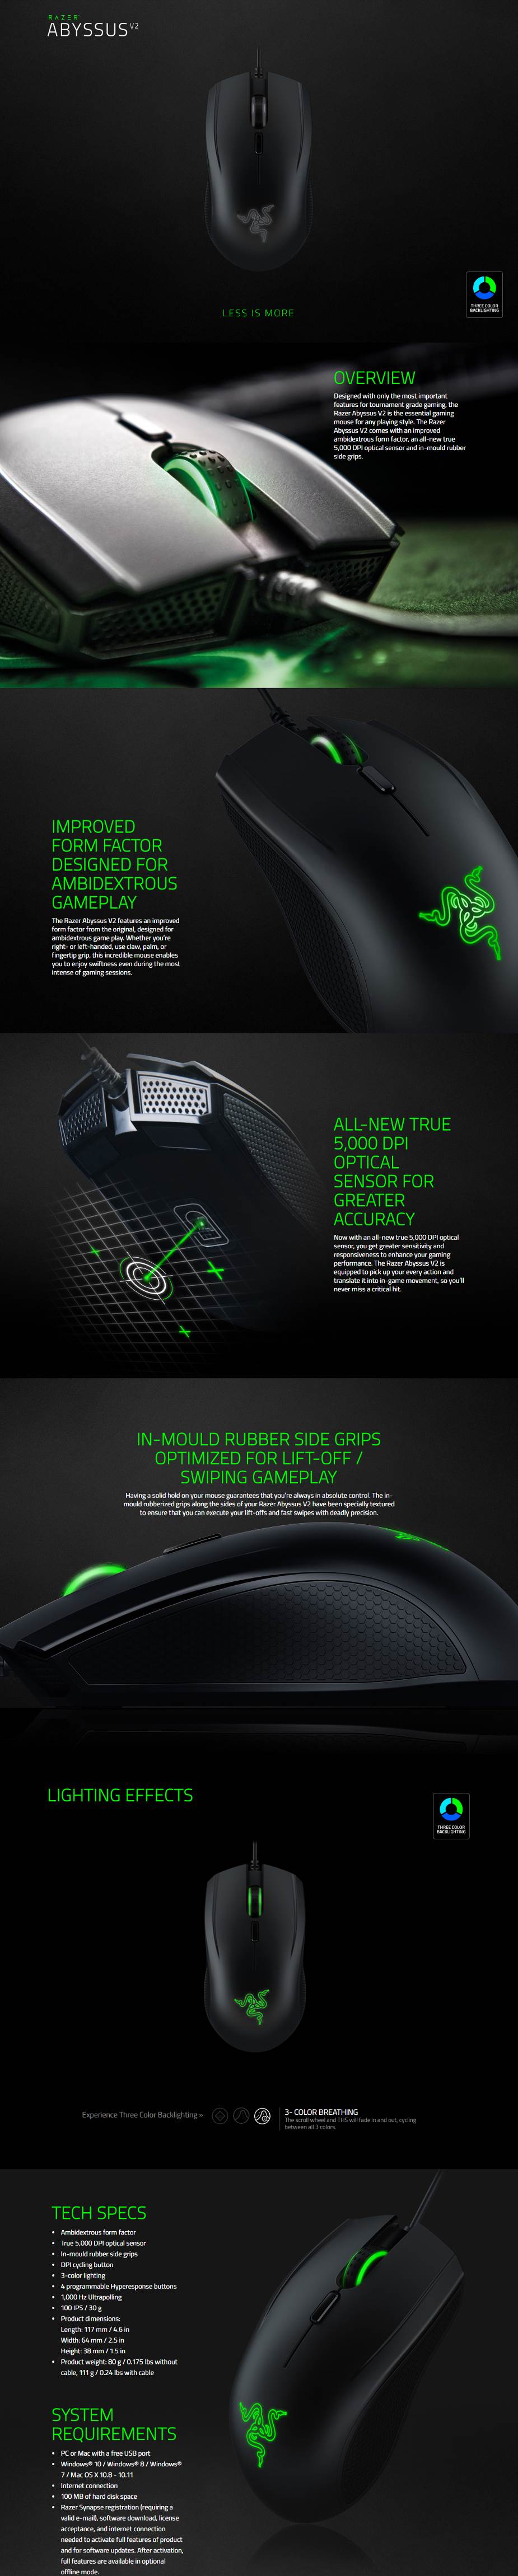 RAZER
ABYSSUS V2
LESS IS MORE
THREE COLOR
BACKLIGHTING
OVERVIEW
Designed with only the most important
features for tournament grade gaming, the
Razer Abyssus V2 is the essential gaming
mouse for any playing style. The Razer
Abyssus V2 comes with an improved
ambidextrous form factor, an all-new true
5,000 DPI optical sensor and in-mould rubber
side grips.
IMPROVED
FORM FACTOR
DESIGNED FOR
AMBIDEXTROUS
GAMEPLAY
The Razer Abyssus V2 features an improved
form factor from the original, designed for
ambidextrous game play. Whether you're
right- or left-handed, use claw, palm, or
fingertip grip, this incredible mouse enables
you to enjoy swiftness even during the most
intense of gaming sessions.
ALL-NEW TRUE
5,000 DPI
OPTICAL
SENSOR FOR
GREATER
ACCURACY
Now with an all-new true 5,000 DPI optical
sensor, you get greater sensitivity and
responsiveness to enhance your gaming
performance. The Razer Abyssus V2 is
equipped to pick up your every action and
translate it into in-game movement, so you'll
never miss a critical hit.
IN-MOULD RUBBER SIDE GRIPS
OPTIMIZED FOR LIFT-OFF /
SWIPING GAMEPLAY
Having a solid hold on your mouse guarantees that you're always in absolute control. The in-
mould rubberized grips along the sides of your Razer Abyssus V2 have been specially textured
to ensure that you can execute your lift-offs and fast swipes with deadly precision.
LIGHTING EFFECTS
THREE COLOR
BACKLIGHTING
Experience Three Color Backlighting »
3- COLOR BREATHING
The scroll wheel and THS will fade in and out, cycling
between all 3 colors.
TECH SPECS
• Ambidextrous form factor
• True 5,000 DPI optical sensor
• In-mould rubber side grips
• DPI cycling button
• 3-color lighting
• 4 programmable Hyperesponse buttons
• 1,000 Hz Ultrapolling
• 100 IPS / 30 g
• Product dimensions:
Length: 117 mm / 4.6 in
Width: 64 mm / 2.5 in
Height: 38 mm / 1.5 in
• Product weight: 80 g / 0.175 lbs without
cable, 111 g / 0.24 lbs with cable
SYSTEM
REQUIREMENTS
• PC or Mac with a free USB port
• Windows® 10 / Windows® 8 / Windows®
7 / Mac OS X 10.8 - 10.11
• Internet connection
• 100 MB of hard disk space
• Razer Synapse registration (requiring a
valid e-mail), software download, license
acceptance, and internet connection
needed to activate full features of product
and for software updates. After activation,
full features are available in optional
offline mode.